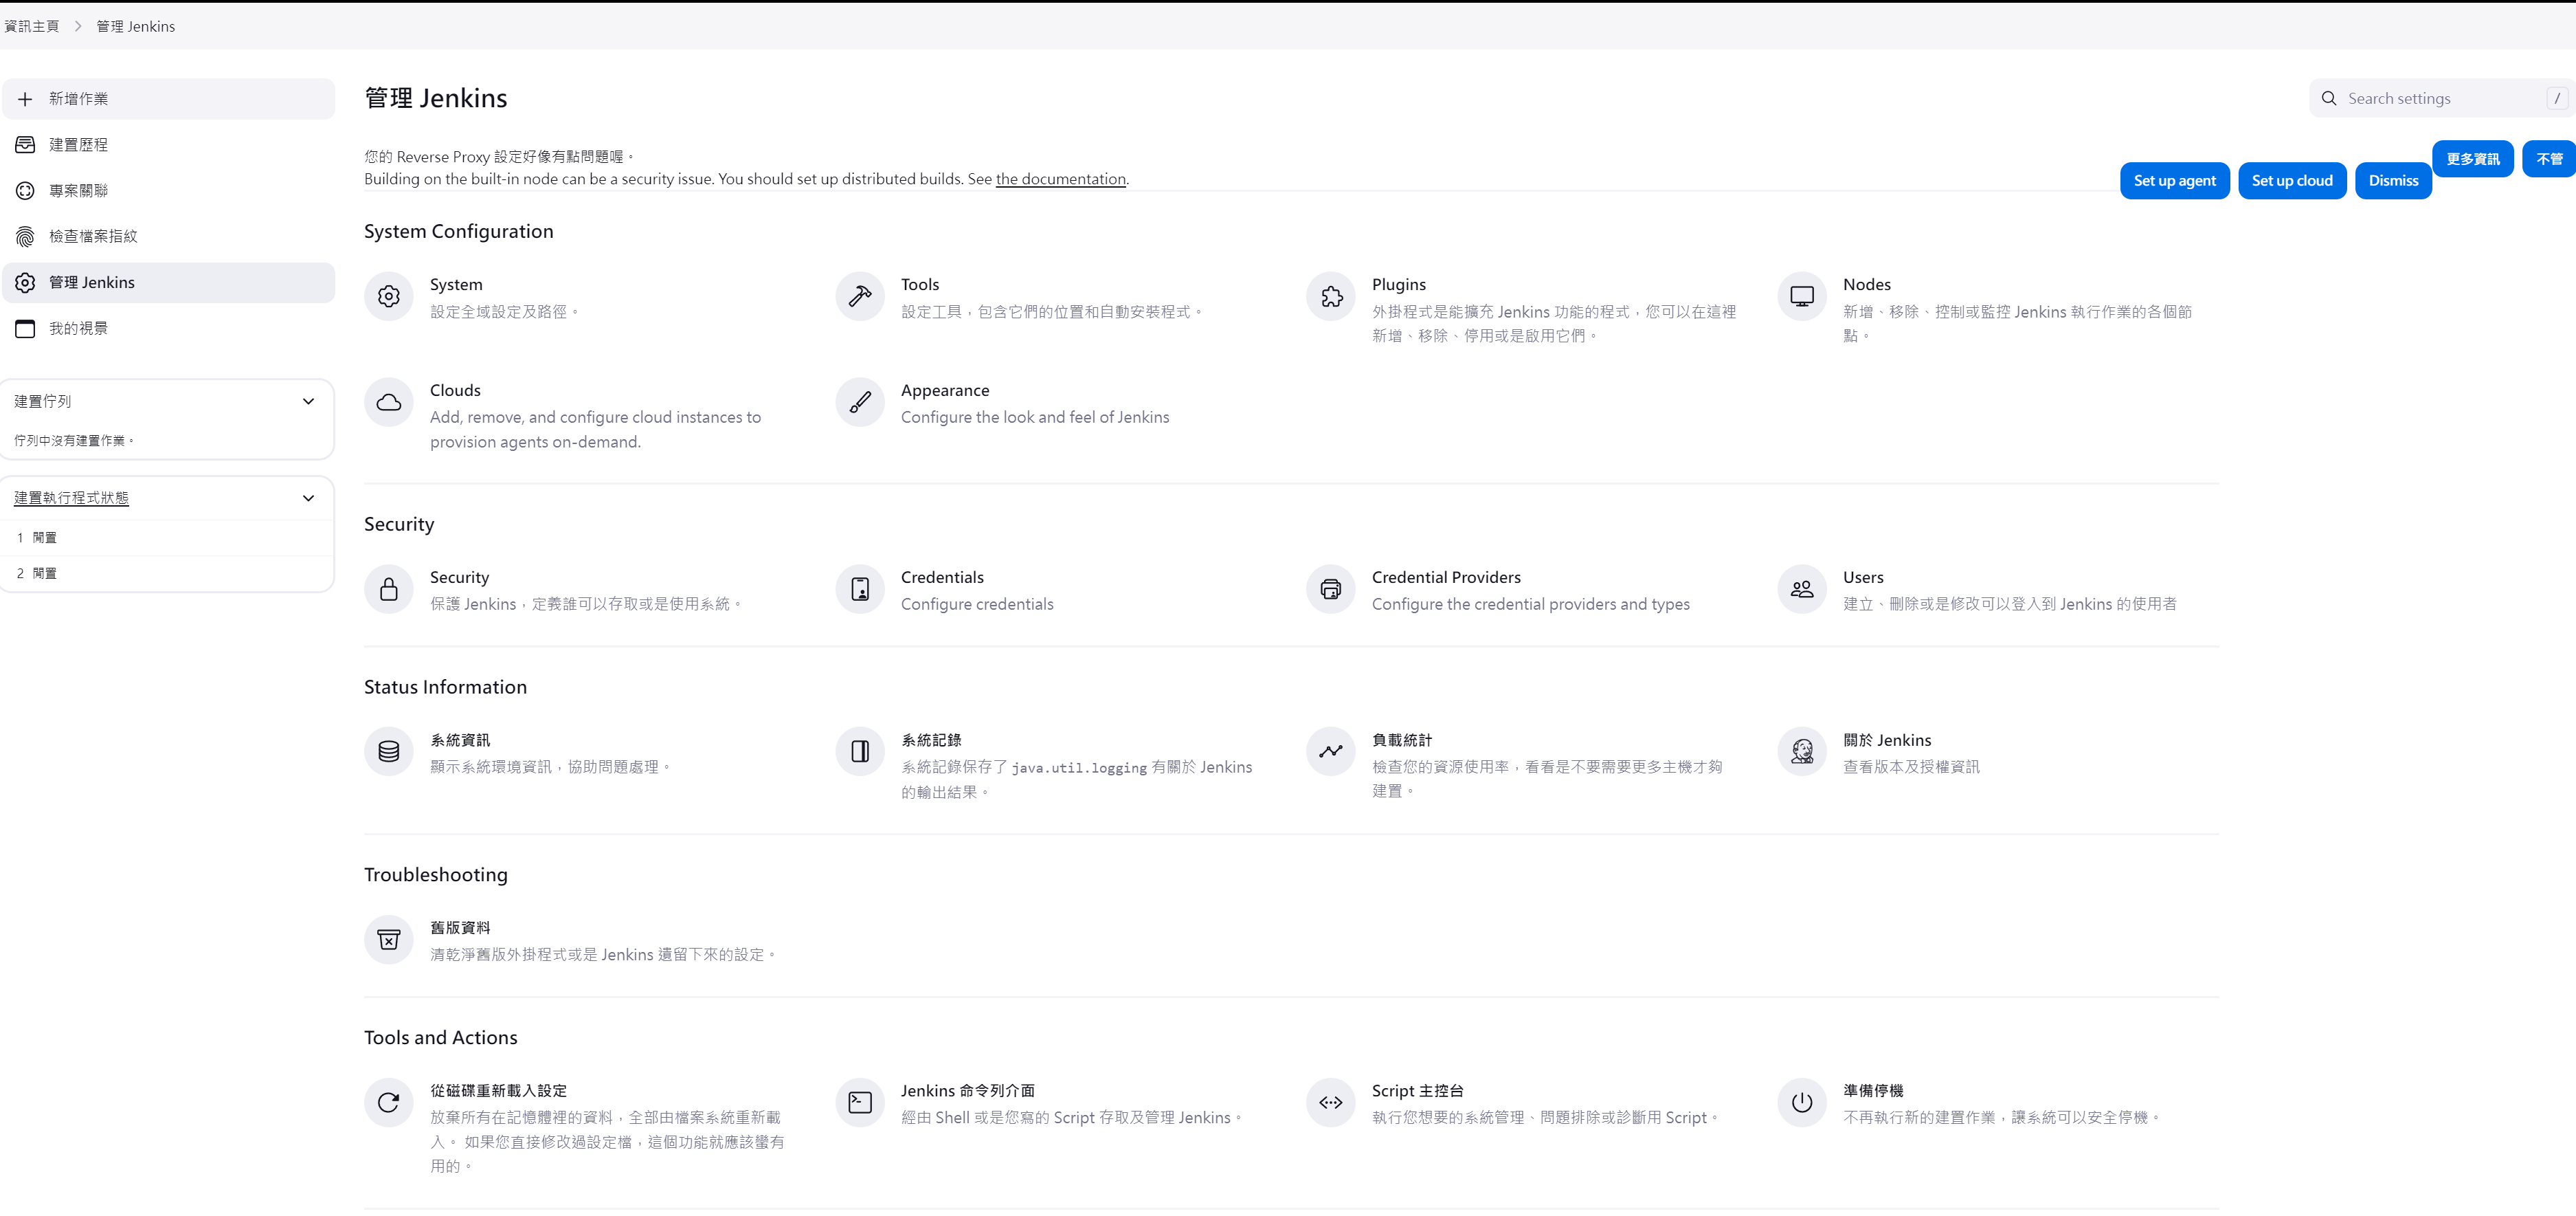 資訊主頁 > 管理 Jenkins
新增作業
建置歷程
專案關聯
檢查檔案指紋
管理 Jenkins
我的視景
建置佇列
佇列中沒有建置作業。
建置執行程式狀態
1 閒置
2 閒置
管理 Jenkins
Search settings /
您的 Reverse Proxy 設定好像有點問題喔。
更多資訊 不管
Building on the built-in node can be a security issue. You should set up distributed builds. See the documentation.
Set up agent Set up cloud Dismiss
System Configuration
System
設定全域設定及路徑。
Tools
設定工具，包含它們的位置和自動安裝程式。
Plugins
外掛程式是能擴充 Jenkins 功能的程式，您可以在這裡
新增、移除、停用或是啟用它們。
Nodes
新增、移除、控制或監控 Jenkins 執行作業的各個節
點。
Clouds
Add, remove, and configure cloud instances to
provision agents on-demand.
Appearance
Configure the look and feel of Jenkins
Security
Security
保護 Jenkins，定義誰可以存取或是使用系統。
Credentials
Configure credentials
Credential Providers
Configure the credential providers and types
Users
建立、刪除或是修改可以登入到 Jenkins 的使用者
Status Information
系統資訊
顯示系統環境資訊，協助問題處理。
系統記錄
系統記錄保存了 java.util.logging 有關於 Jenkins
的輸出結果。
負載統計
檢查您的資源使用率，看看是不要需要更多主機才夠
建置。
關於 Jenkins
查看版本及授權資訊
Troubleshooting
舊版資料
清乾淨舊版外掛程式或是 Jenkins 遺留下來的設定。
Tools and Actions
從磁碟重新載入設定
放棄所有在記憶體裡的資料，全部由檔案系統重新載
入。 如果您直接修改過設定檔，這個功能就應該蠻有
用的。
Jenkins 命令列介面
經由 Shell 或是您寫的 Script 存取及管理 Jenkins。
Script 主控台
執行您想要的系統管理、問題排除或診斷用 Script。
準備停機
不再執行新的建置作業，讓系統可以安全停機。